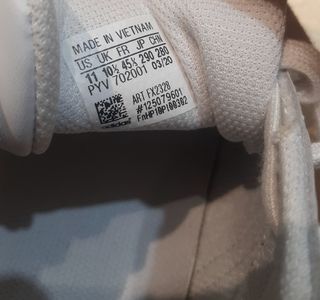 MADE IN VIETNAM
US UK FR JP CHN
11 10½ 45⅓ 290 280
PYV 702001 03/20
ART FX2328
#125079601
adidas